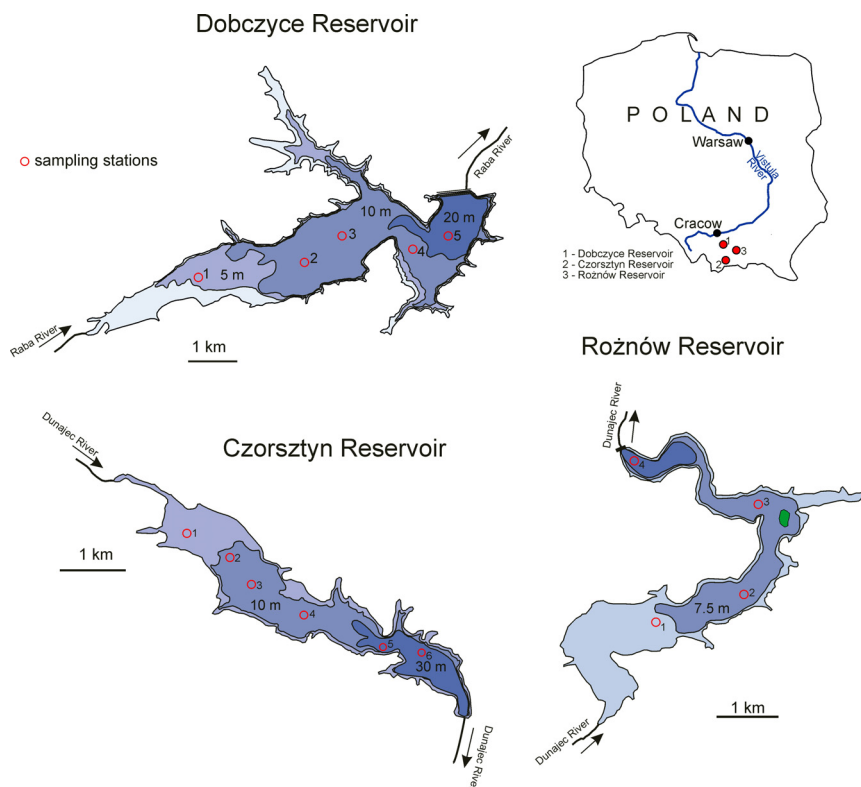 Dobczyce Reservoir
sampling stations
Raba River
10 m
20 m
3
4
5
2
1
5 m
Raba River
1 km
POLAND
Warsaw
Vistula
River
Cracow
1
3
2
1 - Dobczyce Reservoir
2 - Czorsztyn Reservoir
3 - Rożnów Reservoir
Czorsztyn Reservoir
Dunajec River
1
2
3
10 m
4
5
6
30 m
1 km
Dunajec Rive
Rożnów Reservoir
Dunajec River
4
3
2
7.5 m
1
1 km
Dunajec River